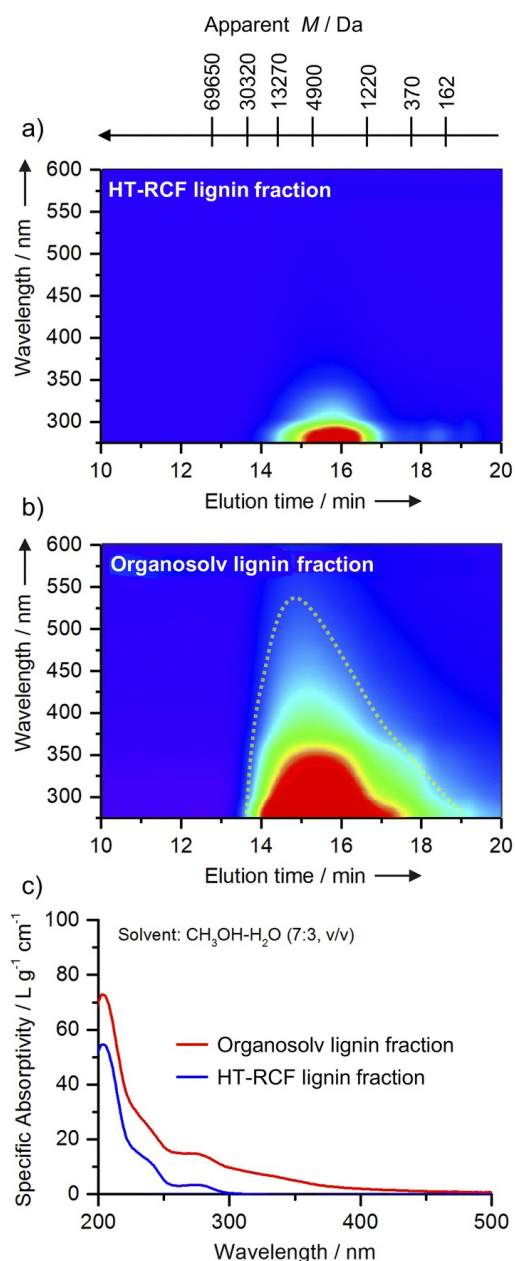 Apparent M / Da
69650 30320 13270 4900 1220 370 162
a)
HT-RCF lignin fraction
Wavelength / nm
600
550
500
450
400
350
300
10 12 14 16 18 20
Elution time / min
b)
Organosolv lignin fraction
Wavelength / nm
600
550
500
450
400
350
300
10 12 14 16 18 20
Elution time / min
c)
Solvent: CH₃OH-H₂O (7:3, v/v)
Organosolv lignin fraction
HT-RCF lignin fraction
Specific Absorptivity / L g⁻¹ cm⁻¹
100
80
60
40
20
0
200 300 400 500
Wavelength / nm